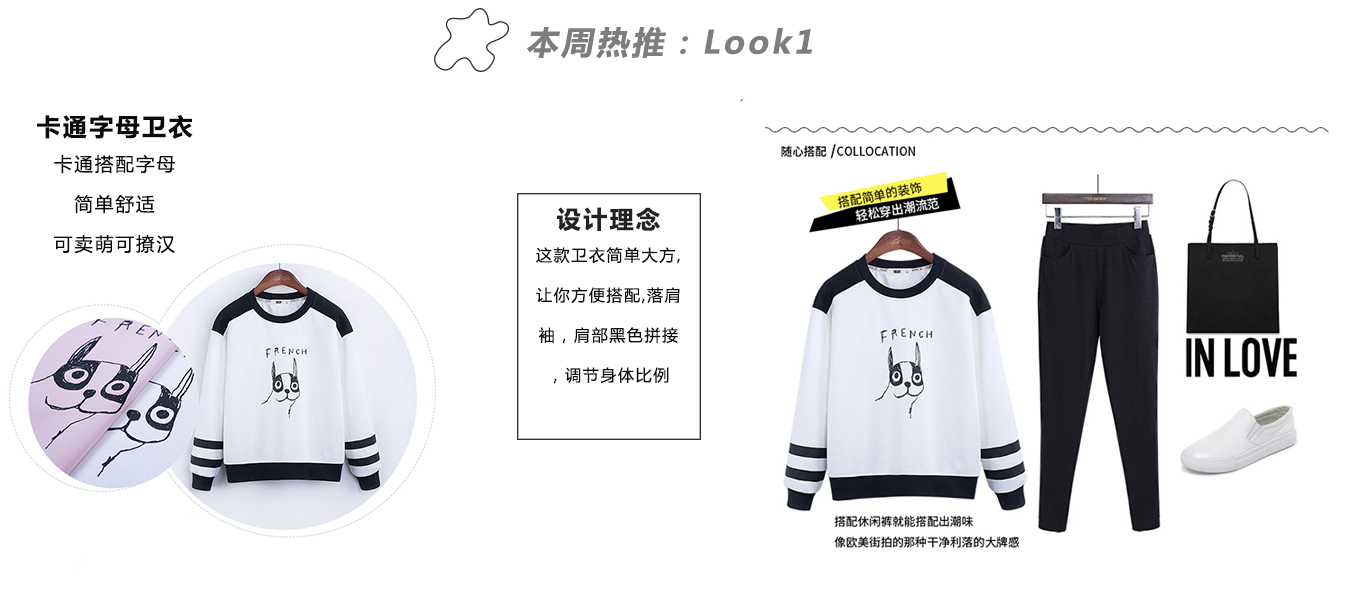 本周热推：Look1
卡通字母卫衣
卡通搭配字母
简单舒适
可卖萌可撩汉
FRENCH
FRENCH
设计理念
这款卫衣简单大方,
让你方便搭配,落肩
袖，肩部黑色拼接
，调节身体比例
随心搭配 /COLLOCATION
搭配简单的装饰
轻松穿出潮流范
FRENCH
IN LOVE
搭配休闲裤就能搭配出潮味
像欧美街拍的那种干净利落的大牌感